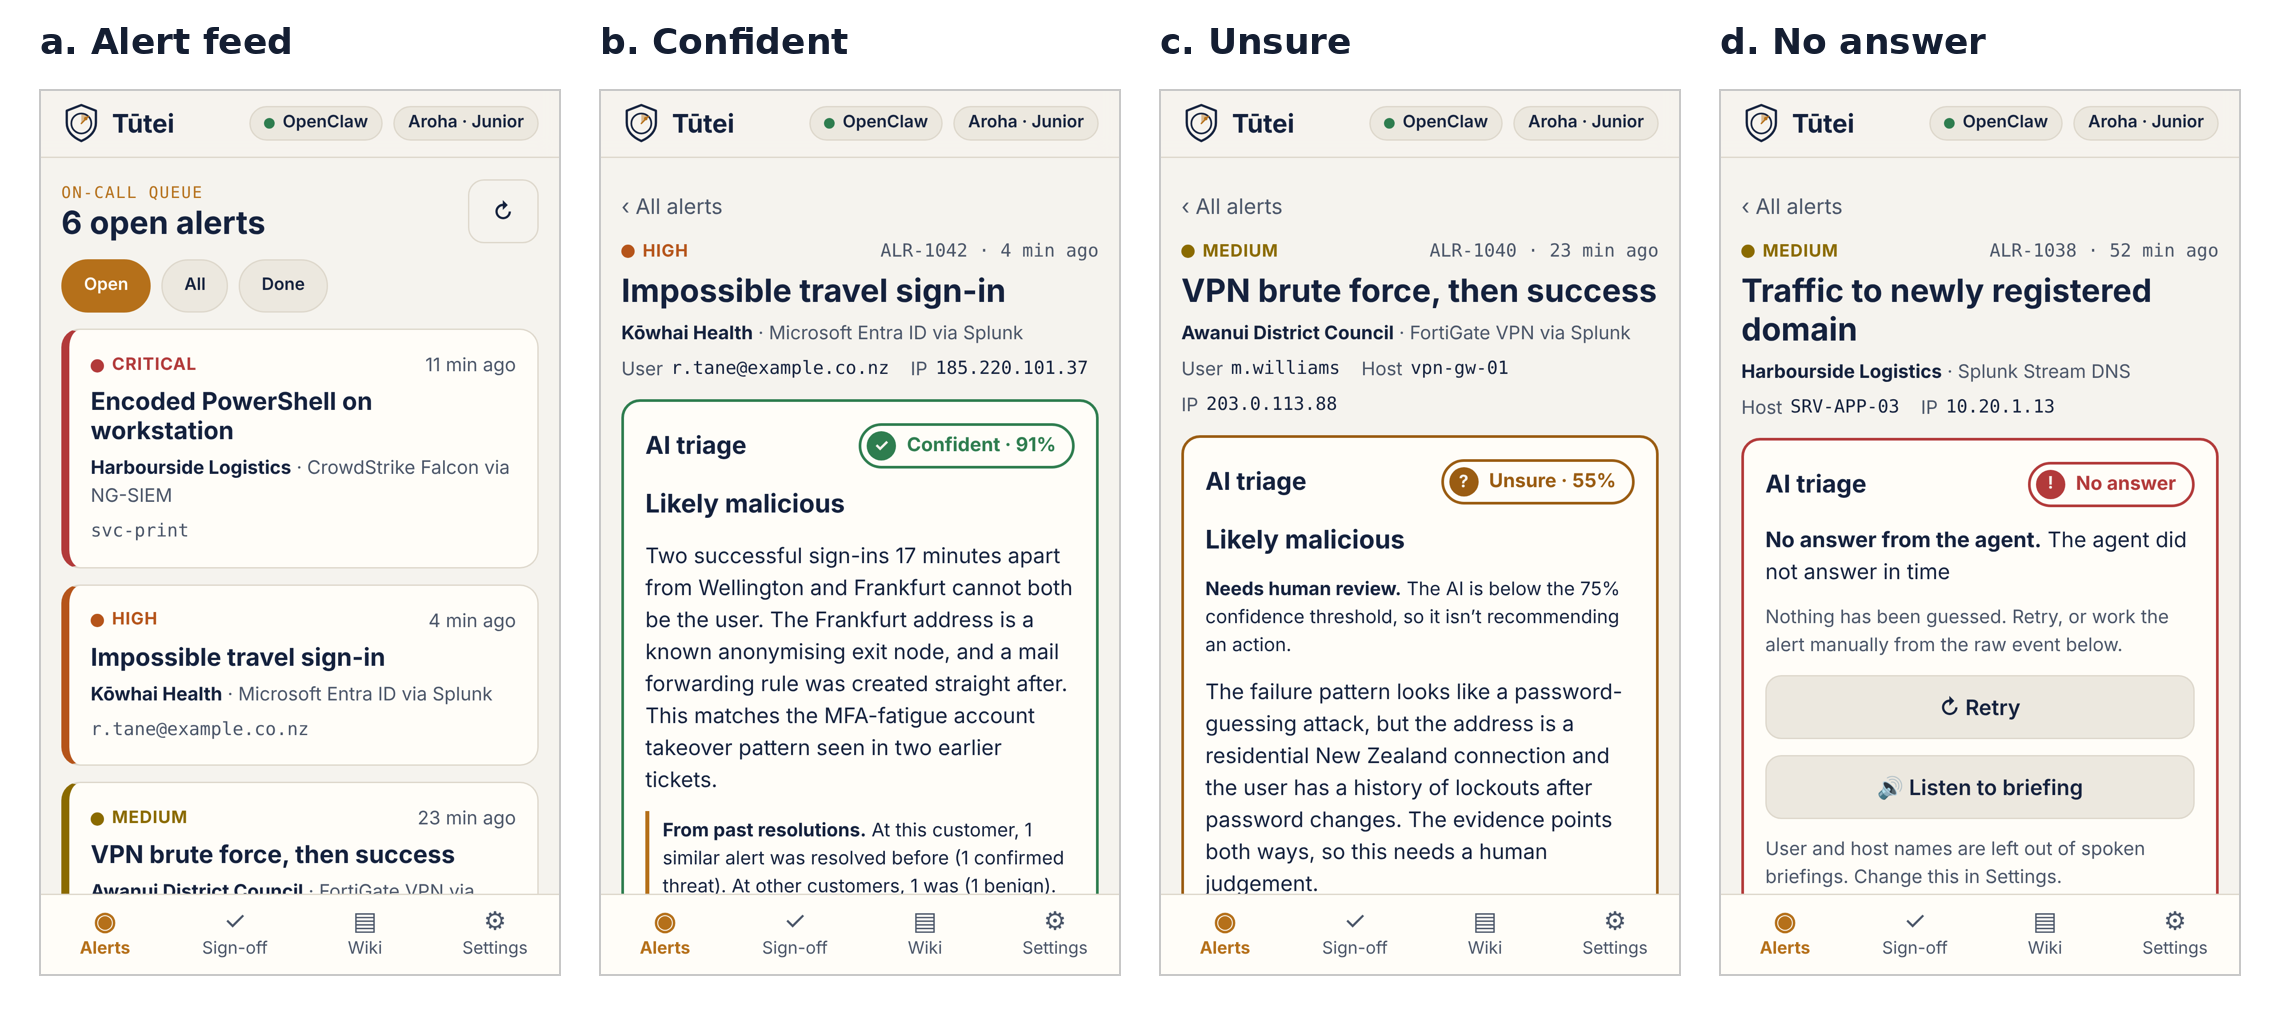 a. Alert feed
Tūtei
OpenClaw
Aroha · Junior
ON-CALL QUEUE
6 open alerts
Open
All
Done
CRITICAL
11 min ago
Encoded PowerShell on
workstation
Harbourside Logistics · CrowdStrike Falcon via
NG-SIEM
svc-print
HIGH
4 min ago
Impossible travel sign-in
Kōwhai Health · Microsoft Entra ID via Splunk
r.tane@example.co.nz
MEDIUM
23 min ago
VPN brute force, then success
Awanui District Council · FortiGate VPN via
Alerts
Sign-off
Wiki
Settings
b. Confident
Tūtei
OpenClaw
Aroha · Junior
‹ All alerts
HIGH
ALR-1042 · 4 min ago
Impossible travel sign-in
Kōwhai Health · Microsoft Entra ID via Splunk
User r.tane@example.co.nz IP 185.220.101.37
AI triage
Confident · 91%
Likely malicious
Two successful sign-ins 17 minutes apart
from Wellington and Frankfurt cannot both
be the user. The Frankfurt address is a
known anonymising exit node, and a mail
forwarding rule was created straight after.
This matches the MFA-fatigue account
takeover pattern seen in two earlier
tickets.
From past resolutions. At this customer, 1
similar alert was resolved before (1 confirmed
threat). At other customers, 1 was (1 benign).
Alerts
Sign-off
Wiki
Settings
c. Unsure
Tūtei
OpenClaw
Aroha · Junior
‹ All alerts
MEDIUM
ALR-1040 · 23 min ago
VPN brute force, then success
Awanui District Council · FortiGate VPN via Splunk
User m.williams Host vpn-gw-01
IP 203.0.113.88
AI triage
? Unsure · 55%
Likely malicious
Needs human review. The AI is below the 75%
confidence threshold, so it isn’t recommending
an action.
The failure pattern looks like a password-
guessing attack, but the address is a
residential New Zealand connection and
the user has a history of lockouts after
password changes. The evidence points
both ways, so this needs a human
judgement.
Alerts
Sign-off
Wiki
Settings
d. No answer
Tūtei
OpenClaw
Aroha · Junior
‹ All alerts
MEDIUM
ALR-1038 · 52 min ago
Traffic to newly registered
domain
Harbourside Logistics · Splunk Stream DNS
Host SRV-APP-03 IP 10.20.1.13
AI triage
! No answer
No answer from the agent. The agent did
not answer in time
Nothing has been guessed. Retry, or work the
alert manually from the raw event below.
↻ Retry
🔊 Listen to briefing
User and host names are left out of spoken
briefings. Change this in Settings.
Alerts
Sign-off
Wiki
Settings